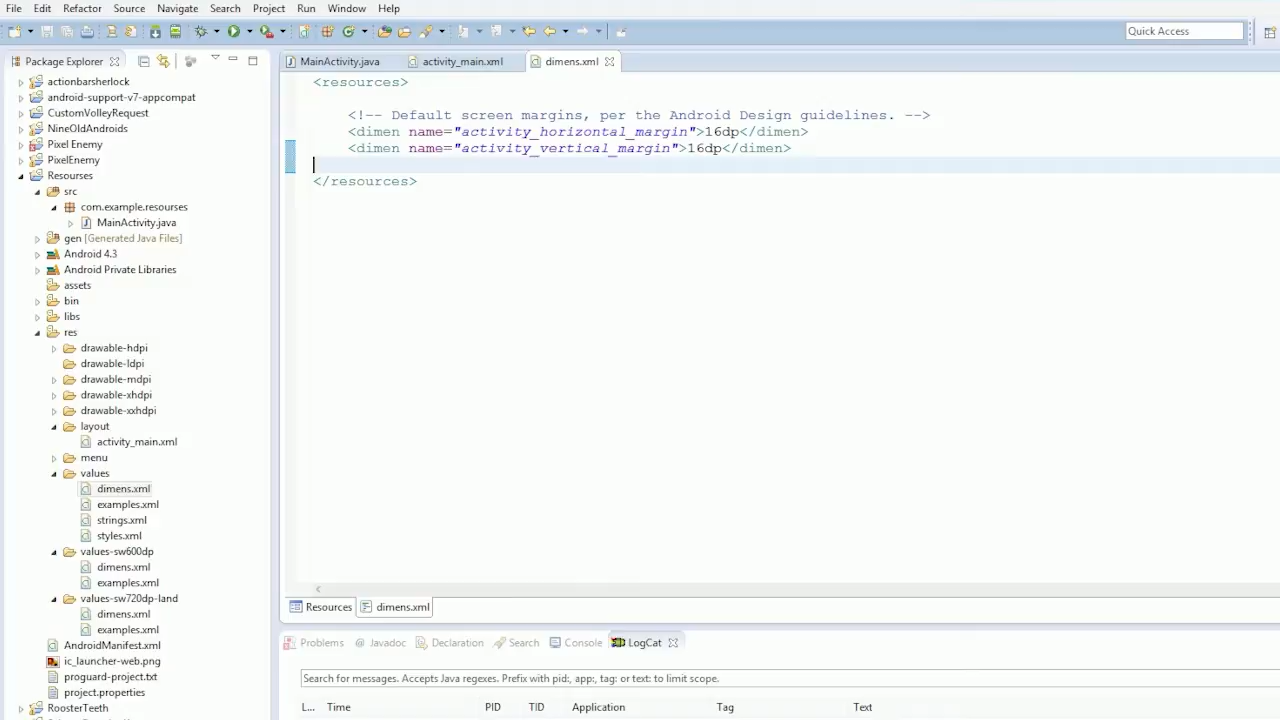 File Edit Refactor Source Navigate Search Project Run Window Help
Quick Access
Package Explorer
MainActivity.java activity_main.xml dimens.xml
actionbarsherlock
android-support-v7-appcompat
CustomVolleyRequest
NineOldAndroids
Pixel Enemy
PixelEnemy
Resourses
src
com.example.resourses
MainActivity.java
gen [Generated Java Files]
Android 4.3
Android Private Libraries
assets
bin
libs
res
drawable-hdpi
drawable-ldpi
drawable-mdpi
drawable-xhdpi
drawable-xxhdpi
layout
activity_main.xml
menu
values
dimens.xml
examples.xml
strings.xml
styles.xml
values-sw600dp
dimens.xml
examples.xml
values-sw720dp-land
dimens.xml
examples.xml
AndroidManifest.xml
ic_launcher-web.png
proguard-project.txt
project.properties
RoosterTeeth
<resources>
<!-- Default screen margins, per the Android Design guidelines. -->
<dimen name="activity_horizontal_margin">16dp</dimen>
<dimen name="activity_vertical_margin">16dp</dimen>
</resources>
Resources dimens.xml
Problems Javadoc Declaration Search Console LogCat
Search for messages. Accepts Java regexes. Prefix with pid:, app:, tag: or text: to limit scope.
L... Time PID TID Application Tag Text